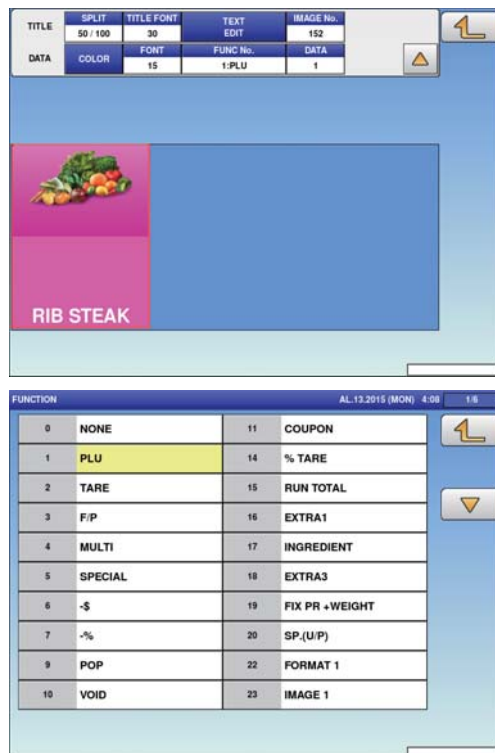 TITLE SPLIT TITLE FONT TEXT EDIT IMAGE No.
50 / 100 30 152
DATA COLOR FONT FUNC No. DATA
15 1:PLU 1
RIB STEAK
FUNCTION AL.13.2015 (MON) 4:08 1/6
0 NONE 11 COUPON
1 PLU 14 % TARE
2 TARE 15 RUN TOTAL
3 F/P 16 EXTRA1
4 MULTI 17 INGREDIENT
5 SPECIAL 18 EXTRA3
6 -$ 19 FIX PR +WEIGHT
7 -% 20 SP.(U/P)
9 POP 22 FORMAT 1
10 VOID 23 IMAGE 1